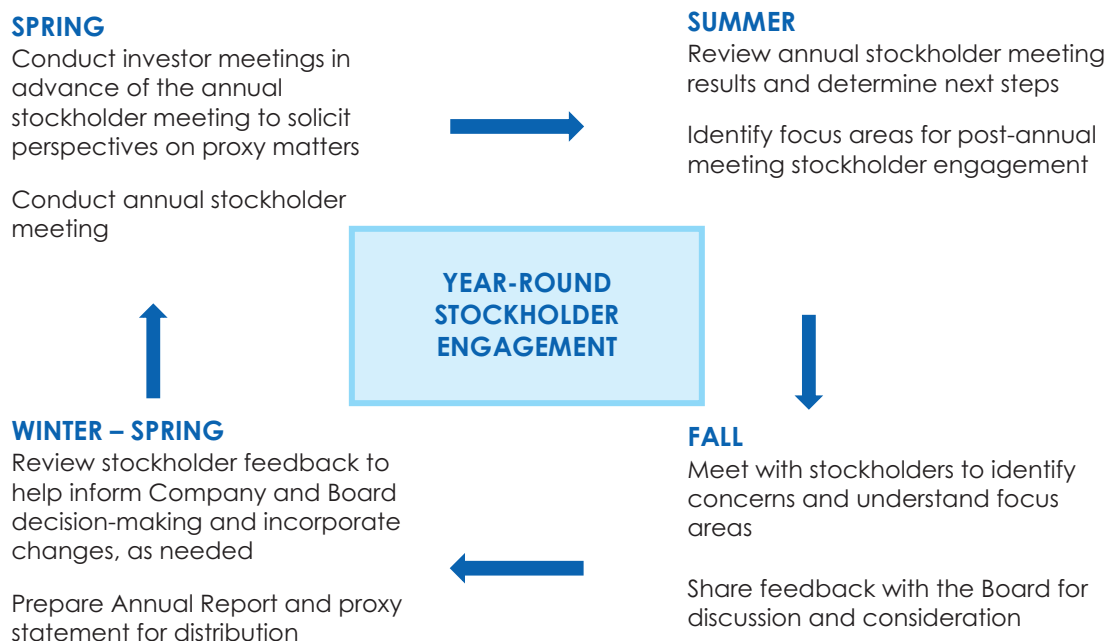 SPRING
Conduct investor meetings in
advance of the annual
stockholder meeting to solicit
perspectives on proxy matters
Conduct annual stockholder
meeting
SUMMER
Review annual stockholder meeting
results and determine next steps
Identify focus areas for post-annual
meeting stockholder engagement
YEAR-ROUND
STOCKHOLDER
ENGAGEMENT
WINTER – SPRING
Review stockholder feedback to
help inform Company and Board
decision-making and incorporate
changes, as needed
Prepare Annual Report and proxy
statement for distribution
FALL
Meet with stockholders to identify
concerns and understand focus
areas
Share feedback with the Board for
discussion and consideration